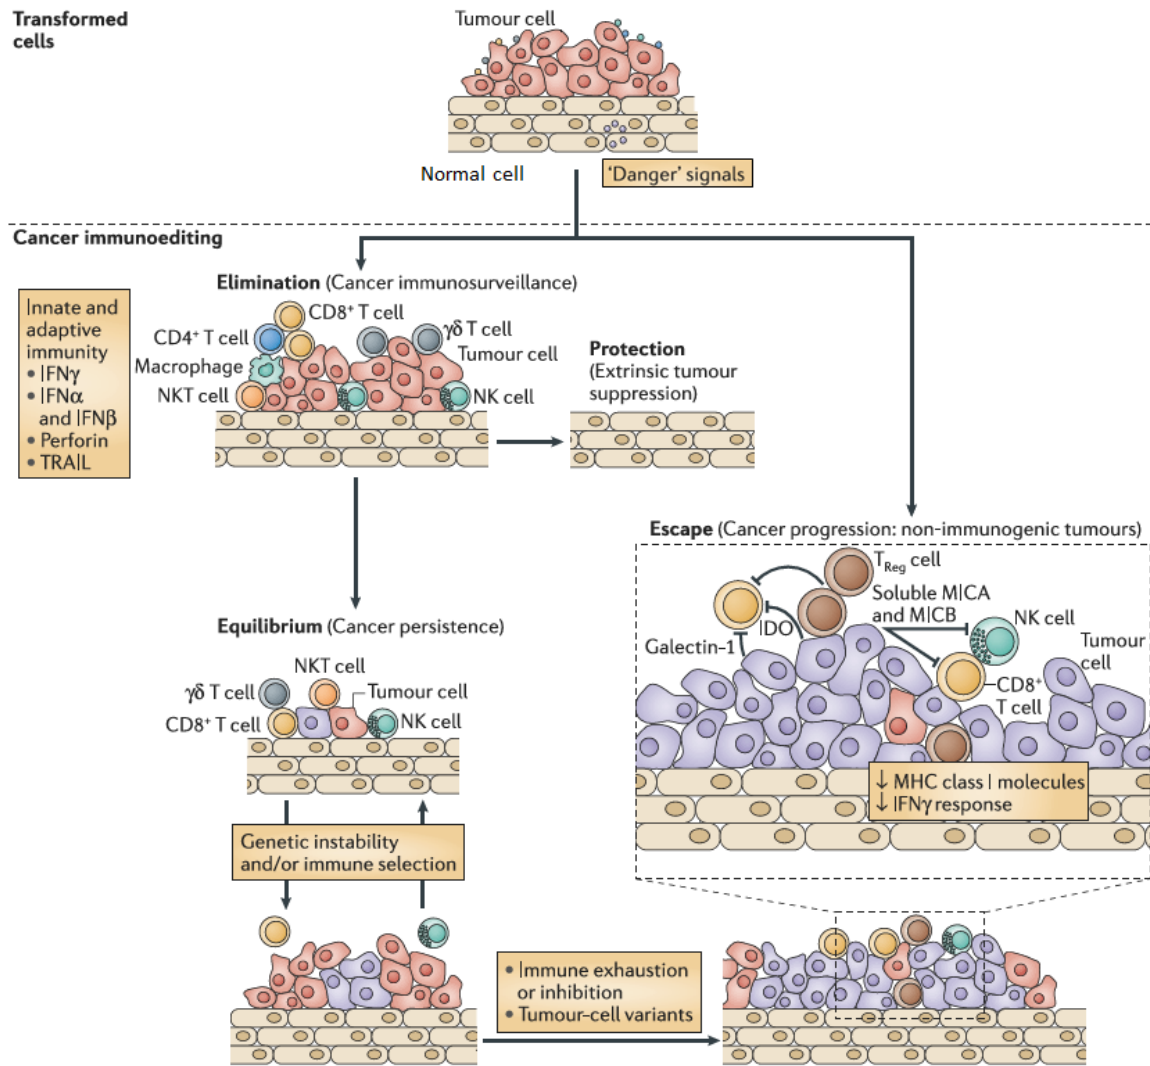 Transformed
cells
Tumour cell
Normal cell
'Danger' signals
Cancer immunoediting
Elimination (Cancer immunosurveillance)
Innate and
adaptive
immunity
• IFNγ
• IFNα
and IFNβ
• Perforin
• TRAIL
CD8⁺ T cell
CD4⁺ T cell
Macrophage
NKT cell
γδ T cell
Tumour cell
NK cell
Protection
(Extrinsic tumour
suppression)
Escape (Cancer progression: non-immunogenic tumours)
T_Reg cell
Soluble MICA
and MICB
NK cell
IDO
Galectin-1
Tumour
cell
CD8⁺
T cell
↓ MHC class I molecules
↓ IFNγ response
Equilibrium (Cancer persistence)
NKT cell
γδ T cell
Tumour cell
CD8⁺ T cell
NK cell
Genetic instability
and/or immune selection
• Immune exhaustion
or inhibition
• Tumour-cell variants